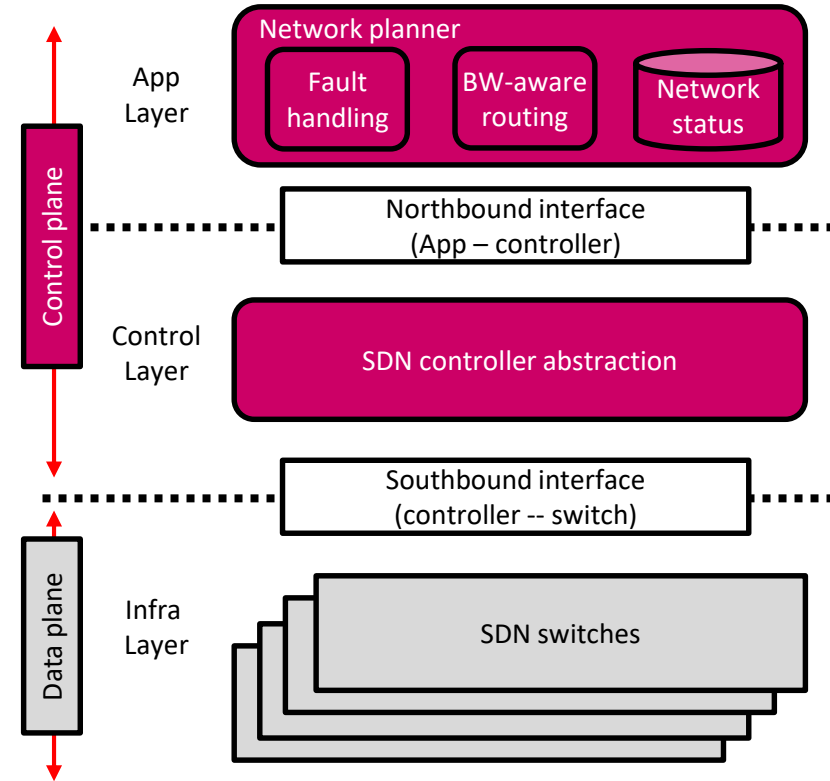 Network planner
App
Layer
Fault
handling
BW-aware
routing
Network
status
Control plane
Northbound interface
(App – controller)
Control
Layer
SDN controller abstraction
Southbound interface
(controller -- switch)
Data plane
Infra
Layer
SDN switches